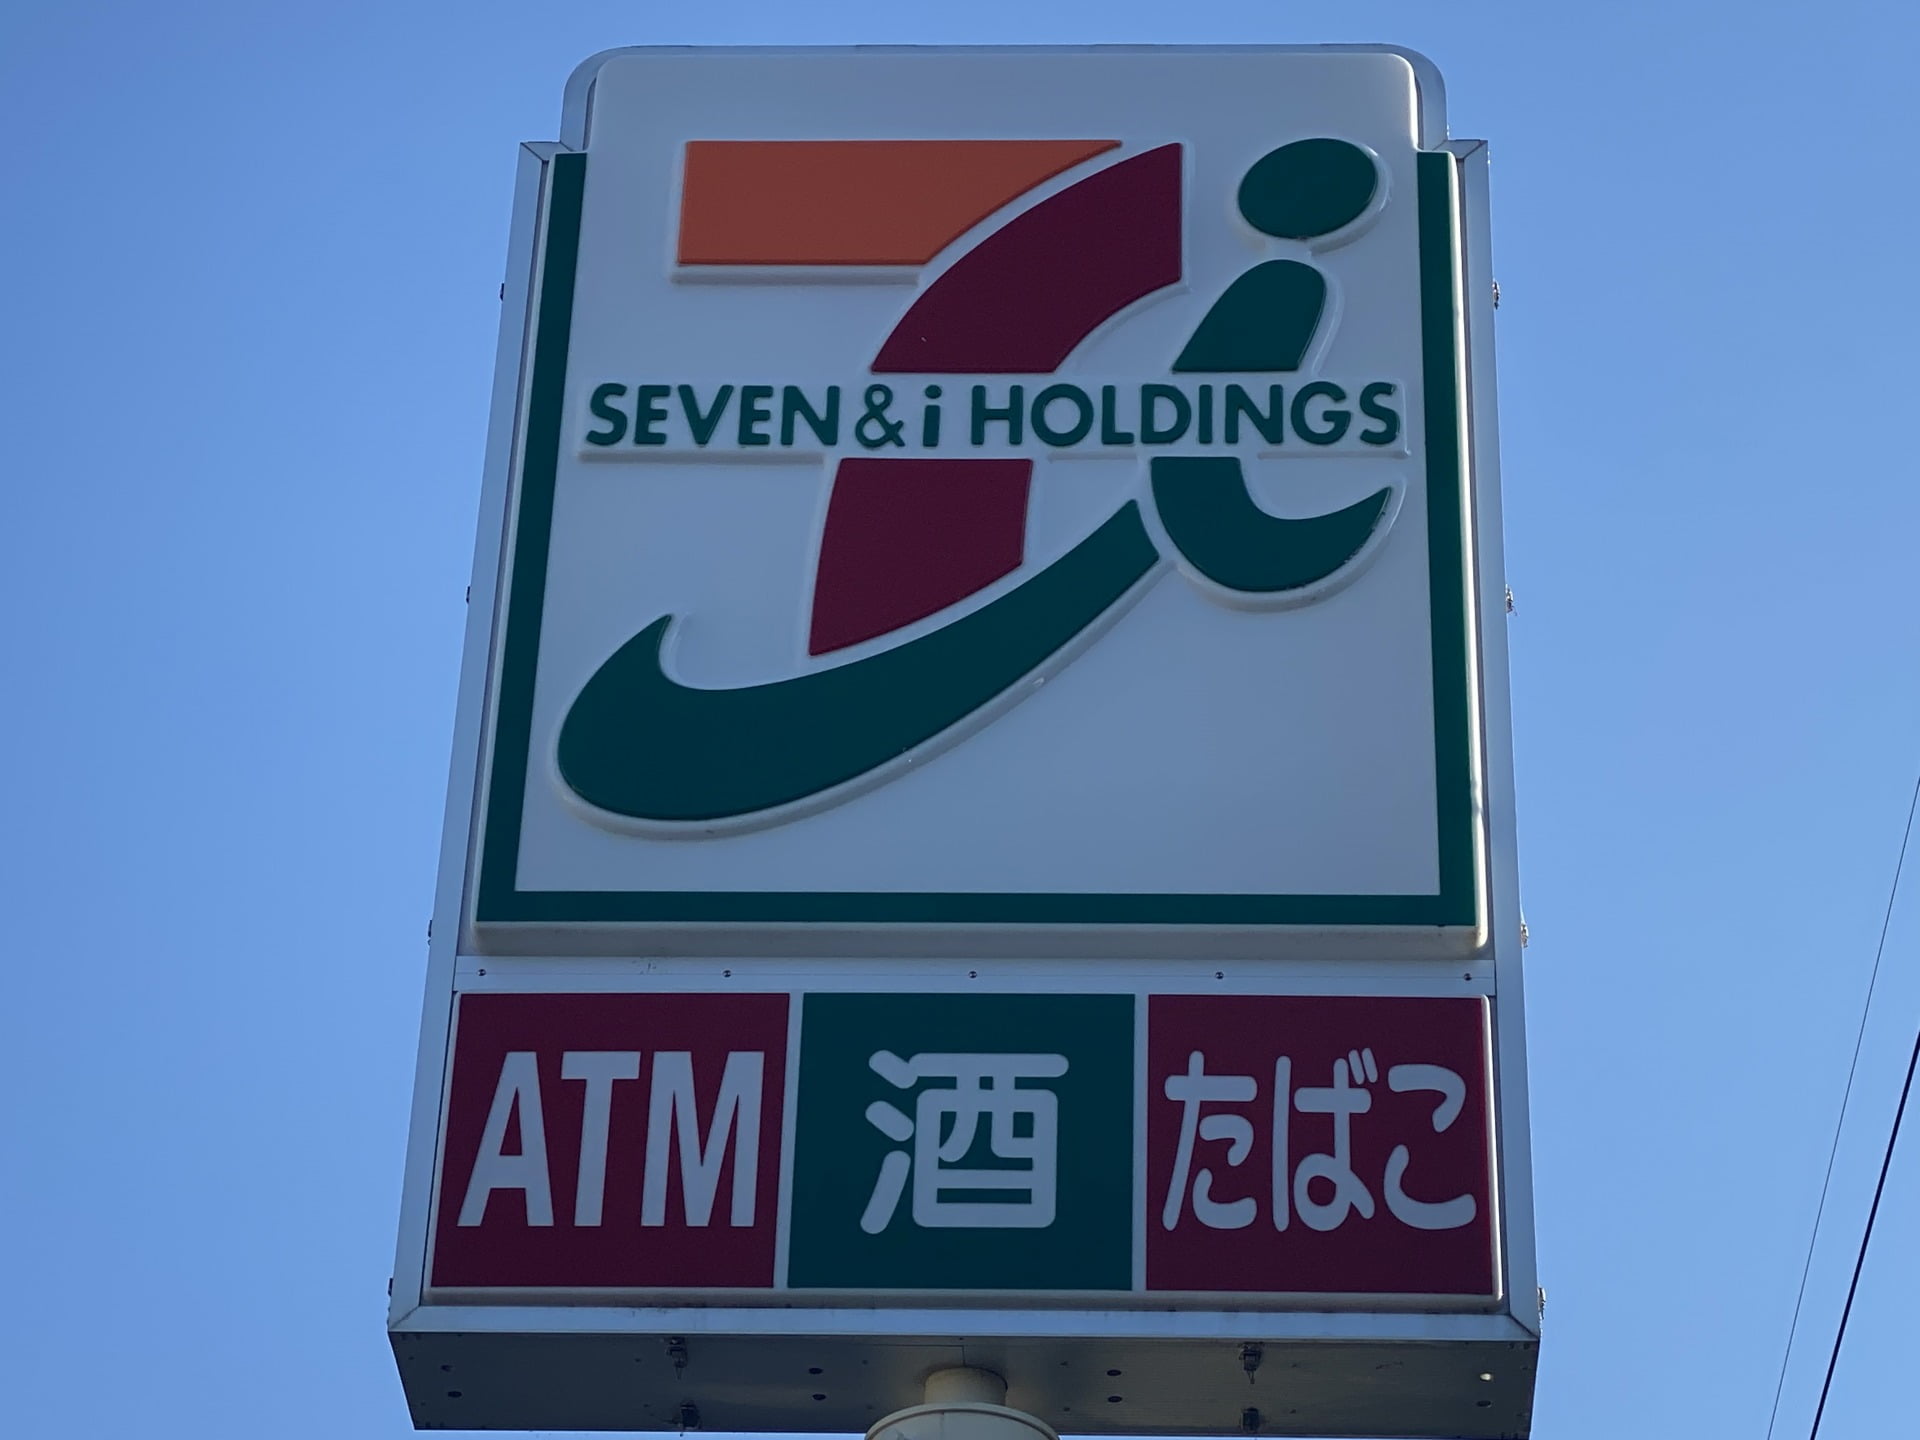 SEVEN & i HOLDINGS
ATM 酒 たばこ